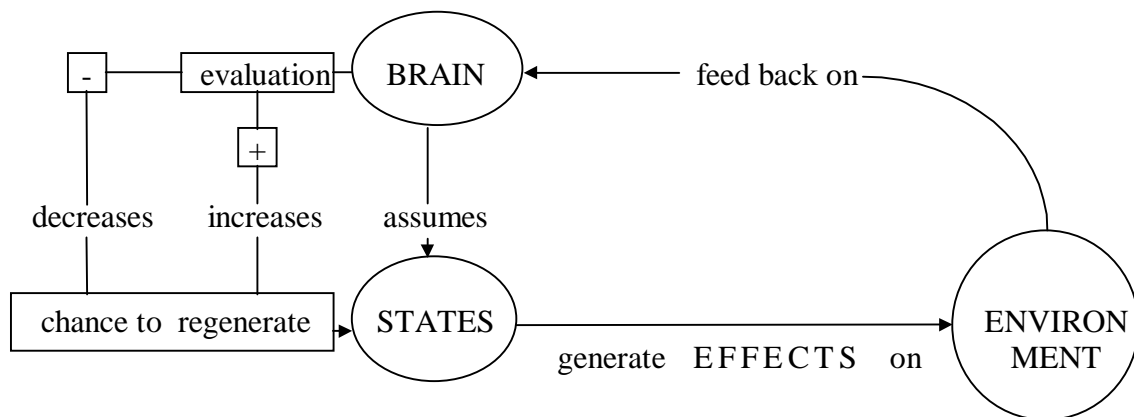 - evaluation BRAIN feed back on
+
decreases increases assumes
chance to regenerate STATES ENVIRON
MENT
generate EFFECTS on